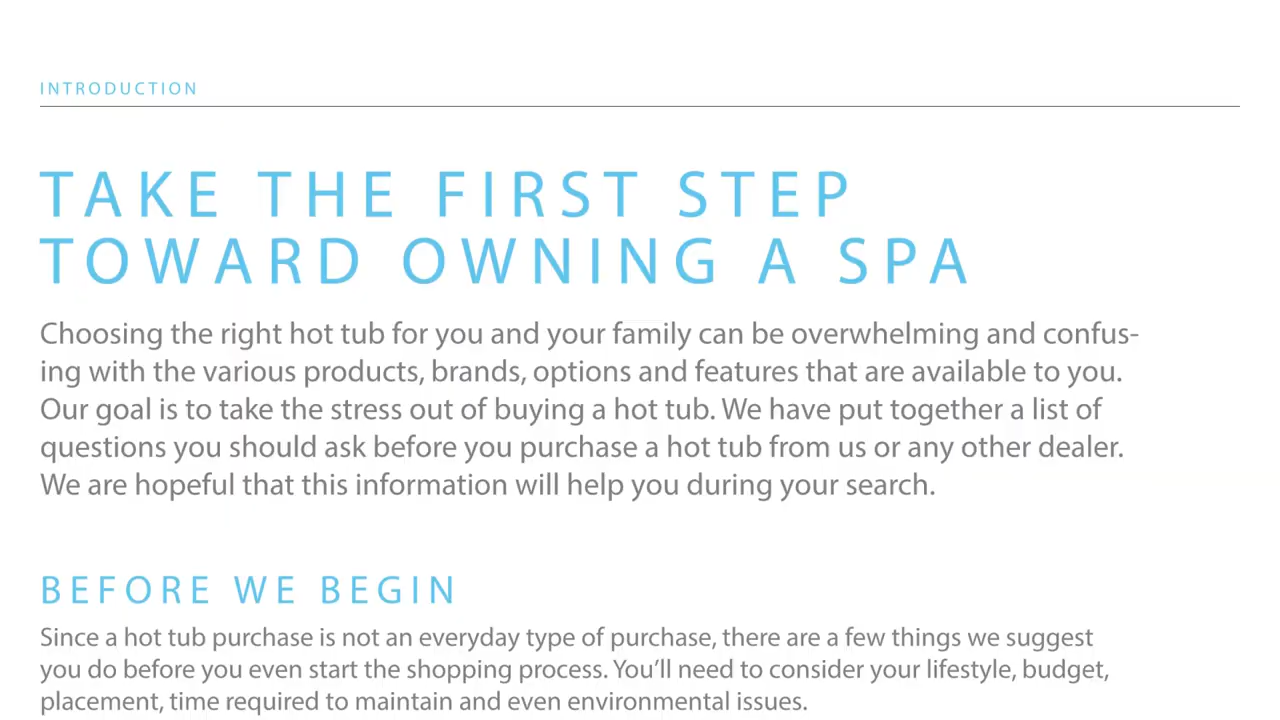 INTRODUCTION
TAKE THE FIRST STEP
TOWARD OWNING A SPA
Choosing the right hot tub for you and your family can be overwhelming and confus-
ing with the various products, brands, options and features that are available to you.
Our goal is to take the stress out of buying a hot tub. We have put together a list of
questions you should ask before you purchase a hot tub from us or any other dealer.
We are hopeful that this information will help you during your search.
BEFORE WE BEGIN
Since a hot tub purchase is not an everyday type of purchase, there are a few things we suggest
you do before you even start the shopping process. You’ll need to consider your lifestyle, budget,
placement, time required to maintain and even environmental issues.